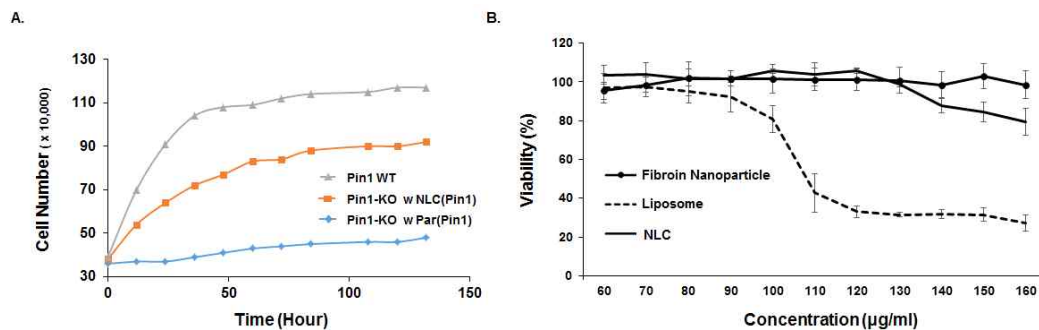 A.
Cell Number ( x 10,000)
130
110
90
70
50
30
0
50
100
150
Time (Hour)
Pin1 WT
Pin1-KO w NLC(Pin1)
Pin1-KO w Par(Pin1)
B.
Viability (%)
120
100
80
60
40
20
0
60 70 80 90 100 110 120 130 140 150 160
Concentration (µg/ml)
Fibroin Nanoparticle
Liposome
NLC